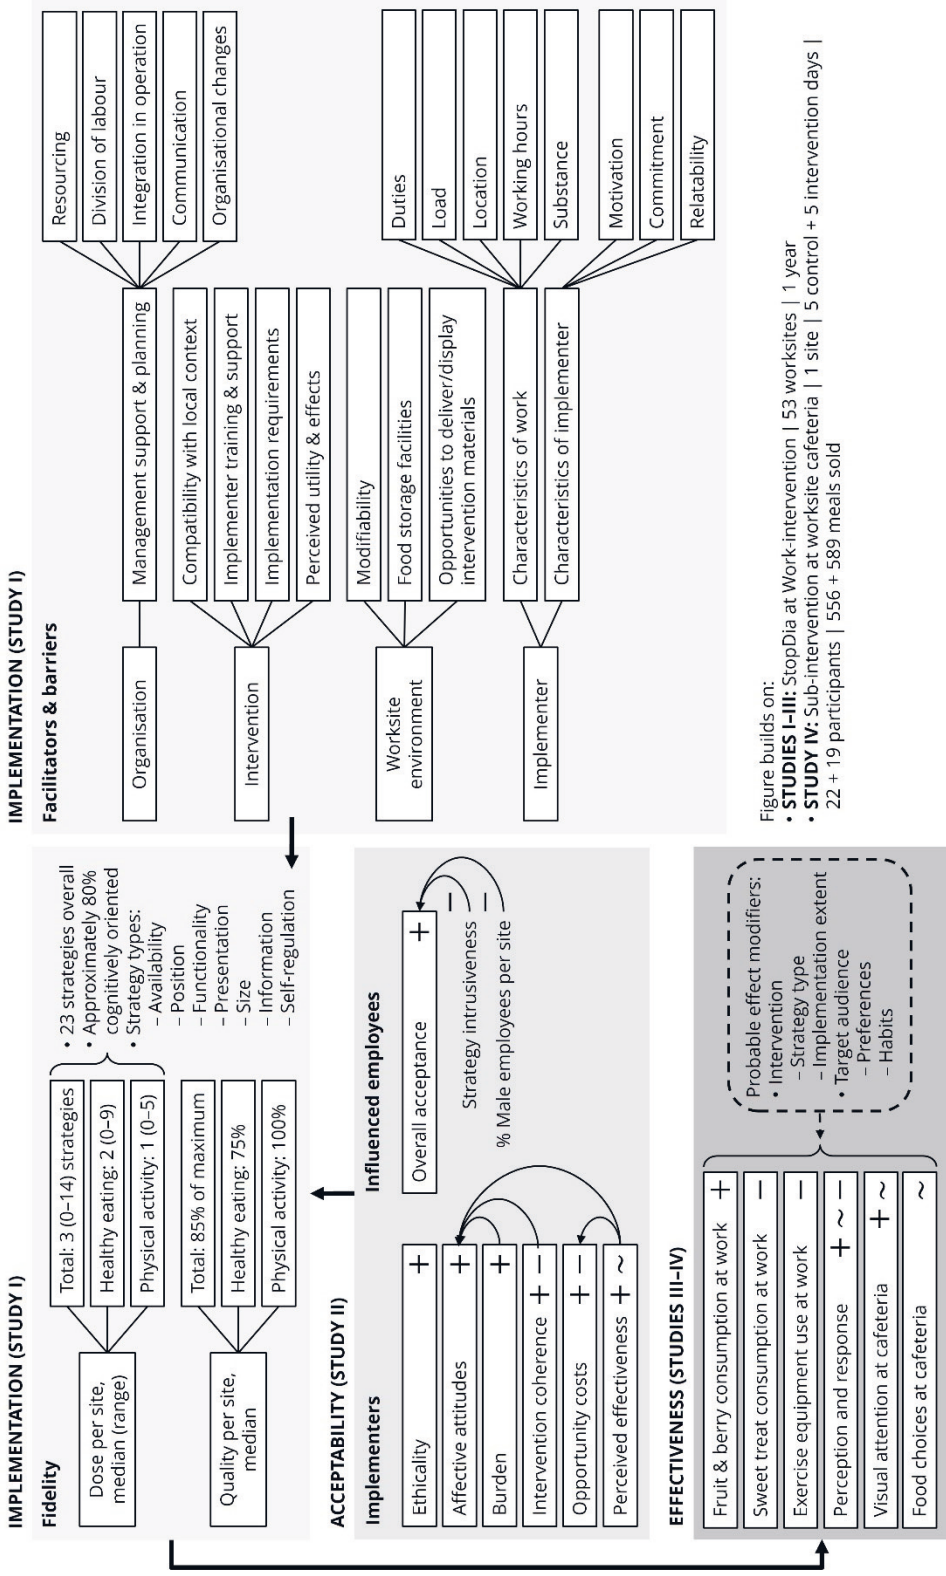 IMPLEMENTATION (STUDY I)
Fidelity
Dose per site,
median (range)
Total: 3 (0–14) strategies
Healthy eating: 2 (0–9)
Physical activity: 1 (0–5)
• 23 strategies overall
• Approximately 80%
cognitively oriented
• Strategy types:
– Availability
– Position
– Functionality
– Presentation
– Size
– Information
– Self-regulation
Quality per site,
median
Total: 85% of maximum
Healthy eating: 75%
Physical activity: 100%
IMPLEMENTATION (STUDY I)
Facilitators & barriers
Organisation
Management support & planning
Resourcing
Division of labour
Integration in operation
Communication
Organisational changes
Intervention
Compatibility with local context
Implementer training & support
Implementation requirements
Perceived utility & effects
Worksite
environment
Modifiability
Food storage facilities
Opportunities to deliver/display
intervention materials
Implementer
Characteristics of work
Characteristics of implementer
Duties
Load
Location
Working hours
Substance
Motivation
Commitment
Relatability
ACCEPTABILITY (STUDY II)
Implementers
Ethicality +
Affective attitudes +
Burden +
Intervention coherence + –
Opportunity costs + –
Perceived effectiveness + ~
Influenced employees
Overall acceptance +
Strategy intrusiveness –
% Male employees per site –
EFFECTIVENESS (STUDIES III–IV)
Fruit & berry consumption at work +
Sweet treat consumption at work –
Exercise equipment use at work –
Perception and response + ~ –
Visual attention at cafeteria + ~
Food choices at cafeteria ~
Probable effect modifiers:
• Intervention
– Strategy type
– Implementation extent
• Target audience
– Preferences
– Habits
Figure builds on:
• STUDIES I–III: StopDia at Work-intervention | 53 worksites | 1 year
• STUDY IV: Sub-intervention at worksite cafeteria | 1 site | 5 control + 5 intervention days |
22 + 19 participants | 556 + 589 meals sold